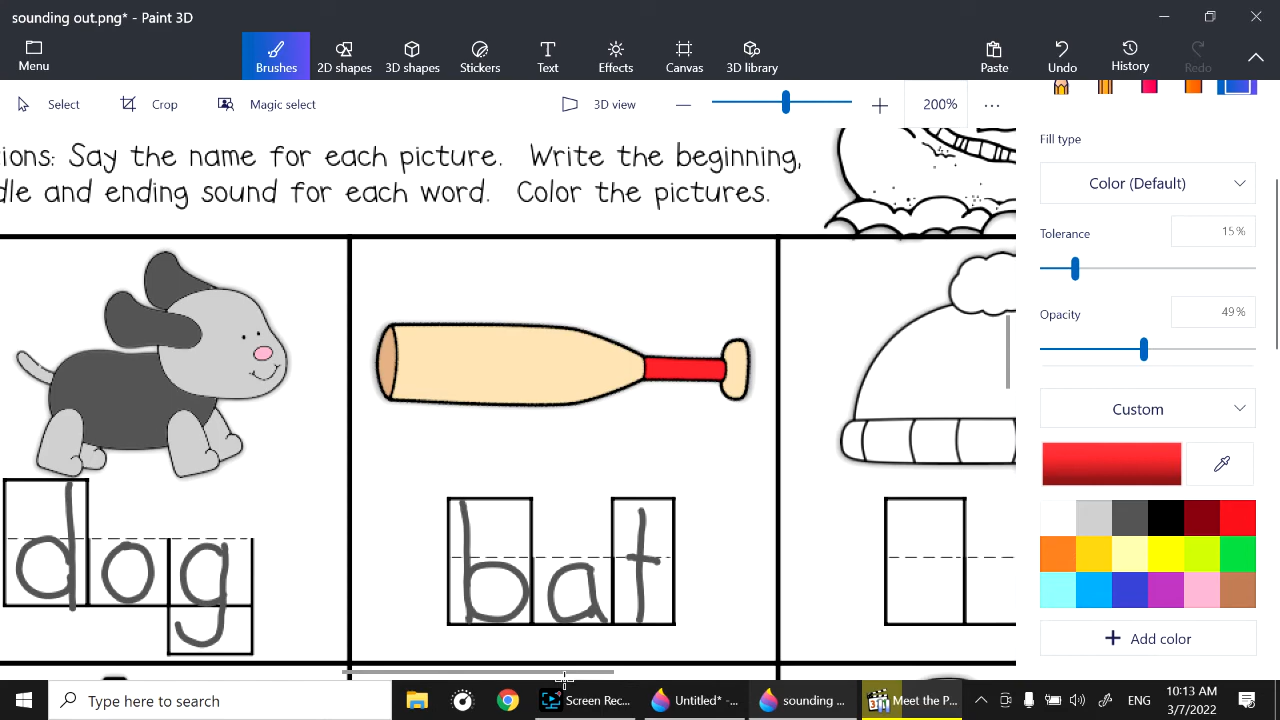 sounding out.png* - Paint 3D
Menu
Brushes
2D shapes
3D shapes
Stickers
Text
Effects
Canvas
3D library
Paste
Undo
History
Redo
Select
Crop
Magic select
3D view
200%
Fill type
Color (Default)
Tolerance
15%
Opacity
49%
Custom
Add color
ions: Say the name for each picture. Write the beginning,
dle and ending sound for each word. Color the pictures.
dog
bat
Type here to search
Screen Rec...
Untitled* -...
sounding ...
Meet the P...
ENG
10:13 AM
3/7/2022